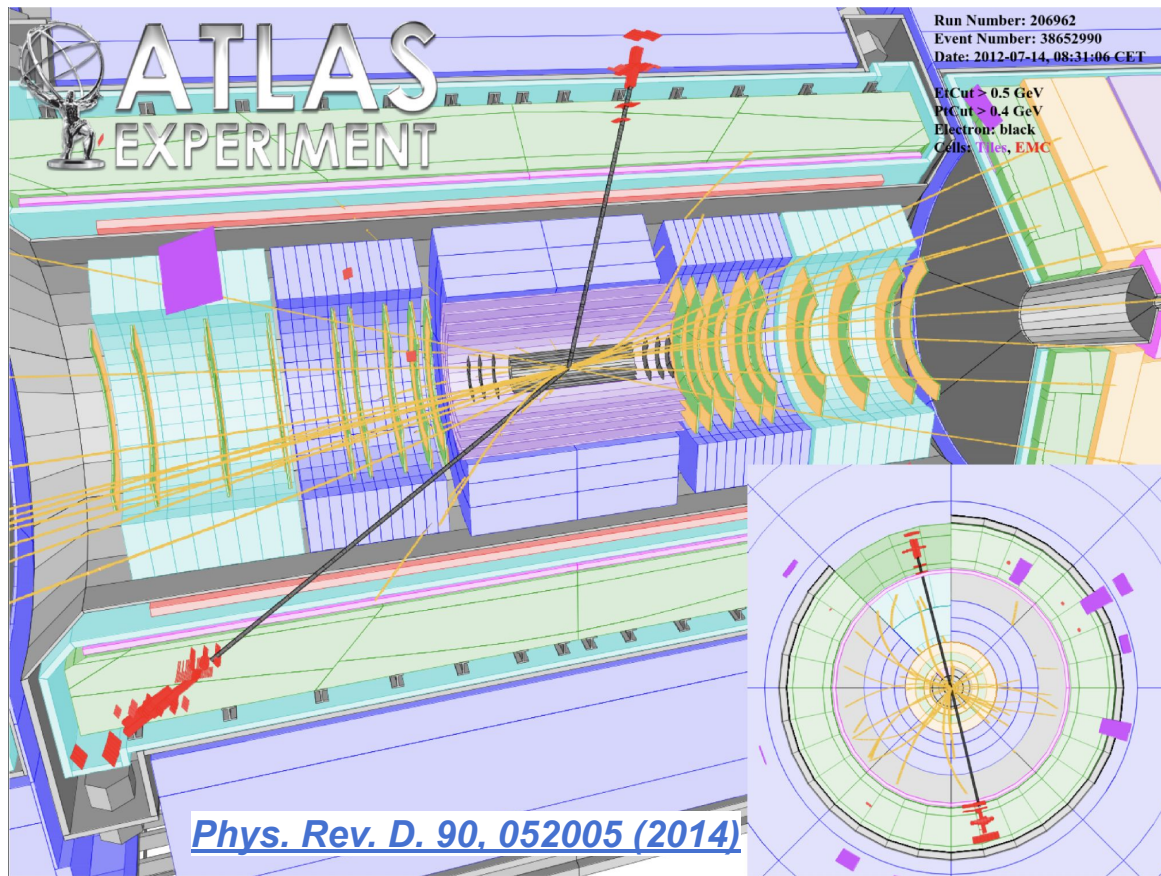 ATLAS
EXPERIMENT
Run Number: 206962
Event Number: 38652990
Date: 2012-07-14, 08:31:06 CET
EtCut > 0.5 GeV
PtCut > 0.4 GeV
Electron: black
Cells: Tiles, EMC
Phys. Rev. D. 90, 052005 (2014)